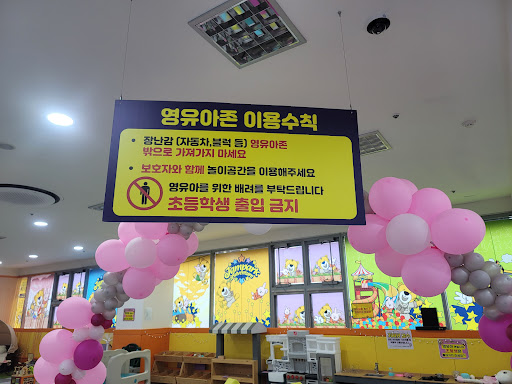 영유아존 이용수칙
• 장난감 (자동차,블럭 등) 영유아존
밖으로 가져가지 마세요
• 보호자와 함께 놀이공간을 이용해주세요
영유아를 위한 배려를 부탁드립니다
초등학생 출입 금지